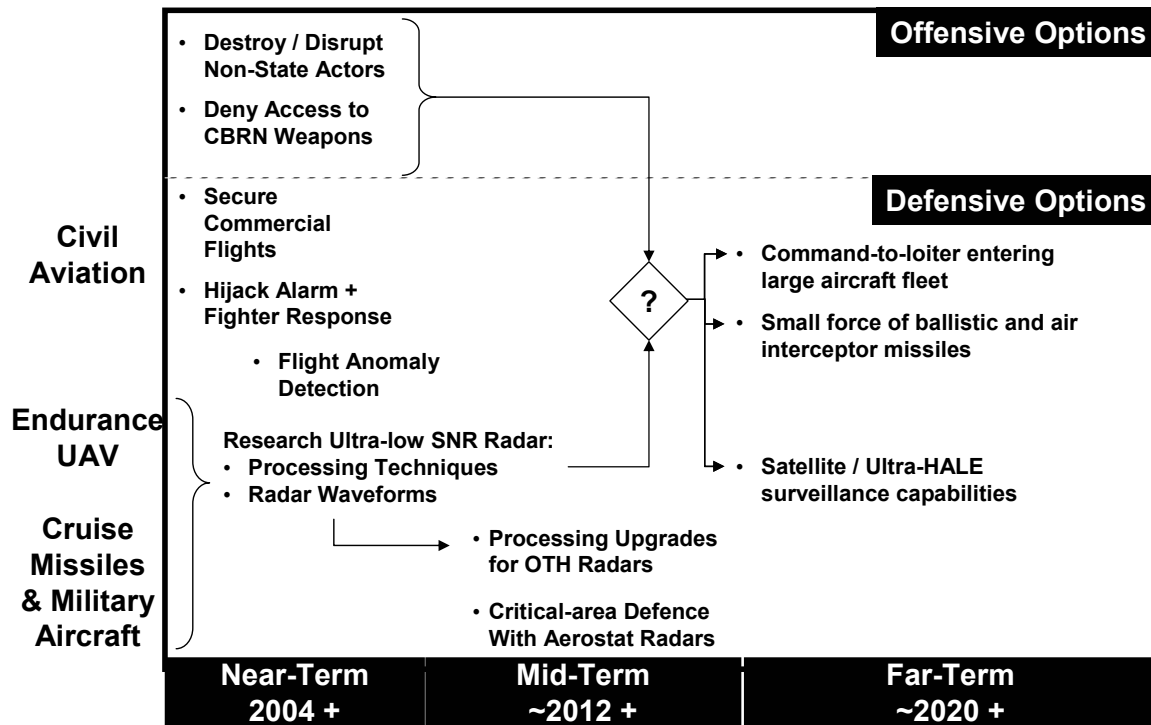 Offensive Options
• Destroy / Disrupt
Non-State Actors
• Deny Access to
CBRN Weapons
Defensive Options
Civil
Aviation
• Secure
Commercial
Flights
• Hijack Alarm +
Fighter Response
• Flight Anomaly
Detection
?
• Command-to-loiter entering
large aircraft fleet
• Small force of ballistic and air
interceptor missiles
Endurance
UAV
Research Ultra-low SNR Radar:
• Processing Techniques
• Radar Waveforms
• Satellite / Ultra-HALE
surveillance capabilities
Cruise
Missiles
& Military
Aircraft
• Processing Upgrades
for OTH Radars
• Critical-area Defence
With Aerostat Radars
Near-Term
2004 +
Mid-Term
~2012 +
Far-Term
~2020 +